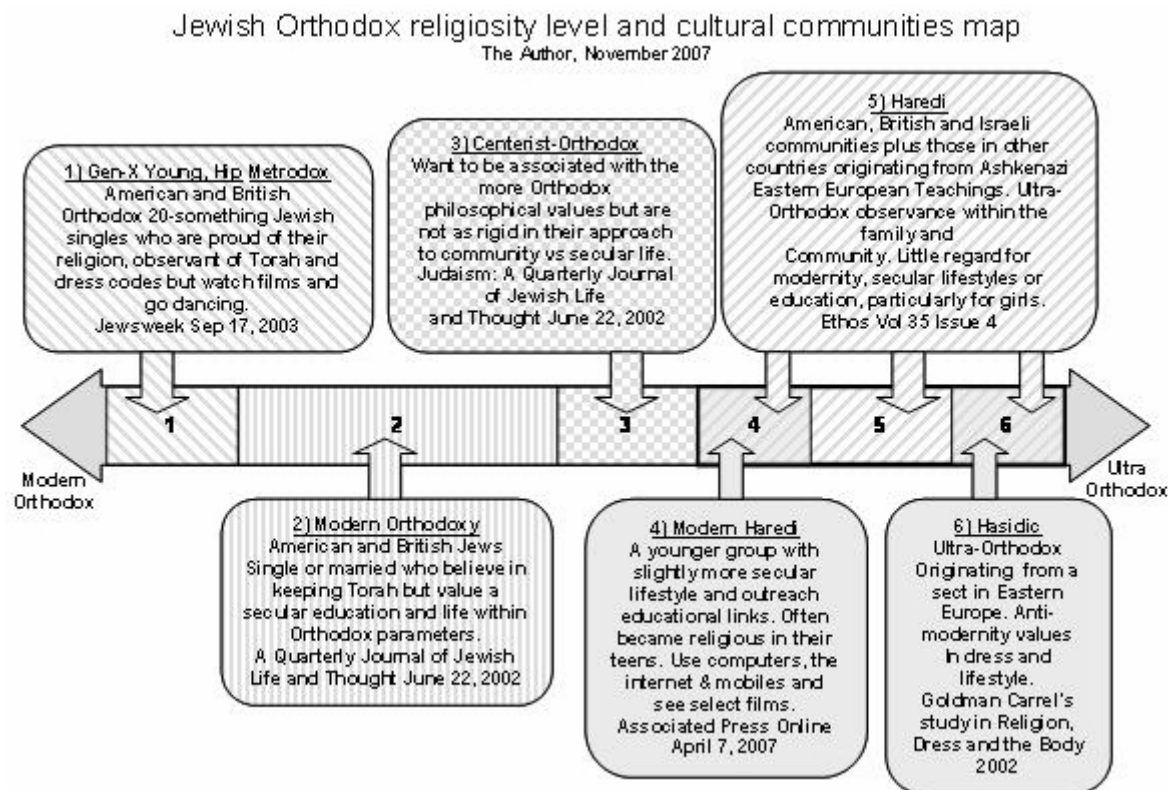 Jewish Orthodox religiosity level and cultural communities map
The Author, November 2007
1) Gen-X Young, Hip Metrodox
American and British
Orthodox 20-something Jewish
singles who are proud of their
religion, observant of Torah and
dress codes but watch films and
go dancing.
Jewsweek Sep 17, 2003
3) Centerist-Orthodox
Want to be associated with the
more Orthodox
philosophical values but are
not as rigid in their approach
to community vs secular life.
Judaism: A Quarterly Journal
of Jewish Life
and Thought June 22, 2002
5) Haredi
American, British and Israeli
communities plus those in other
countries originating from Ashkenazi
Eastern European Teachings. Ultra-
Orthodox observance within the
family and
Community. Little regard for
modernity, secular lifestyles or
education, particularly for girls.
Ethos Vol 35 Issue 4
1
2
3
4
5
6
Modern
Orthodox
Ultra
Orthodox
2) Modern Orthodoxy
American and British Jews
Single or married who believe in
keeping Torah but value a
secular education and life within
Orthodox parameters.
A Quarterly Journal of Jewish
Life and Thought June 22, 2002
4) Modern Haredi
A younger group with
slightly more secular
lifestyle and outreach
educational links. Often
became religious in their
teens. Use computers, the
internet & mobiles and
see select films.
Associated Press Online
April 7, 2007
6) Hasidic
Ultra-Orthodox
Originating from a
sect in Eastern
Europe. Anti-
modernity values
In dress and
lifestyle.
Goldman Carrel's
study in Religion,
Dress and the Body
2002